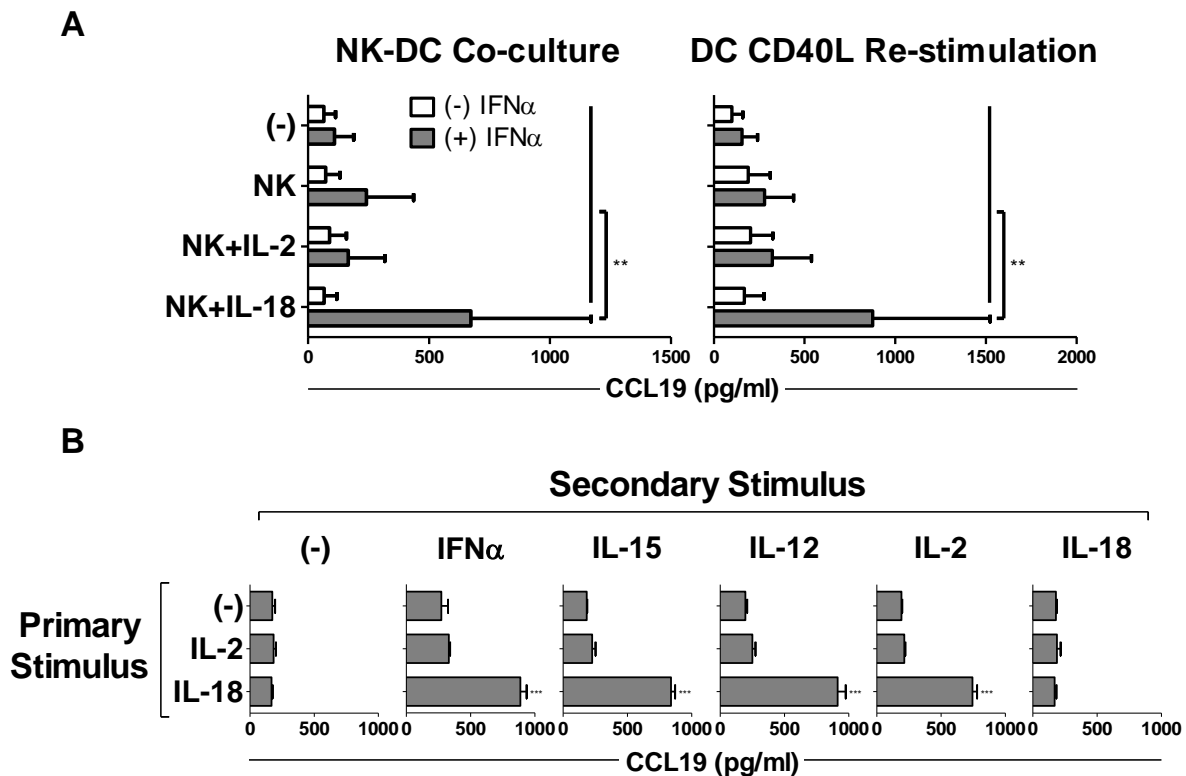 A
NK-DC Co-culture
DC CD40L Re-stimulation
(-) IFNα
(+) IFNα
(-)
NK
NK+IL-2
NK+IL-18
**
**
0 500 1000 1500
0 500 1000 1500 2000
CCL19 (pg/ml)
B
Secondary Stimulus
(-) IFNα IL-15 IL-12 IL-2 IL-18
Primary
Stimulus
(-)
IL-2
IL-18
*** *** *** ***
0 500 1000 0 500 1000 0 500 1000 0 500 1000 0 500 1000 0 500 1000
CCL19 (pg/ml)